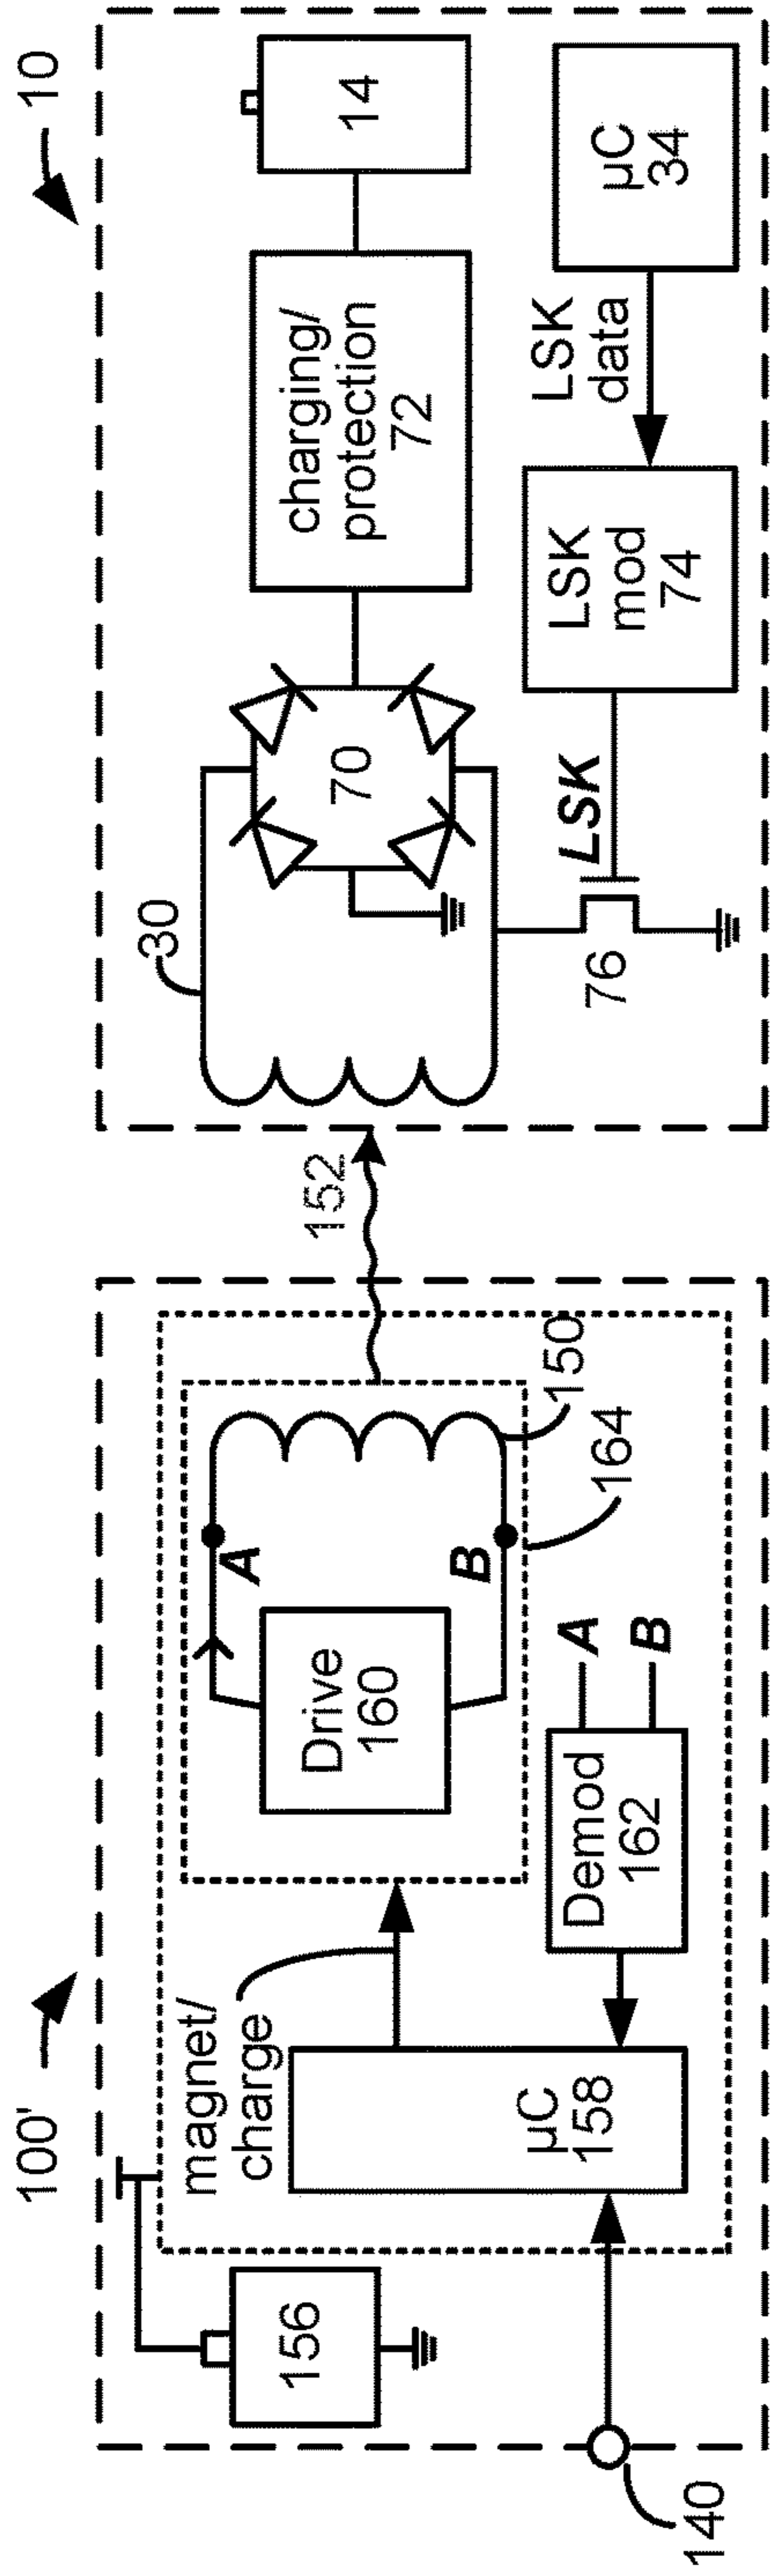 100'
10
156
140
magnet/
charge
µC
158
Drive
160
A
B
Demod
162
A
B
150
164
152
30
70
charging/
protection
72
14
76
LSK
LSK
mod
74
LSK
data
µC
34